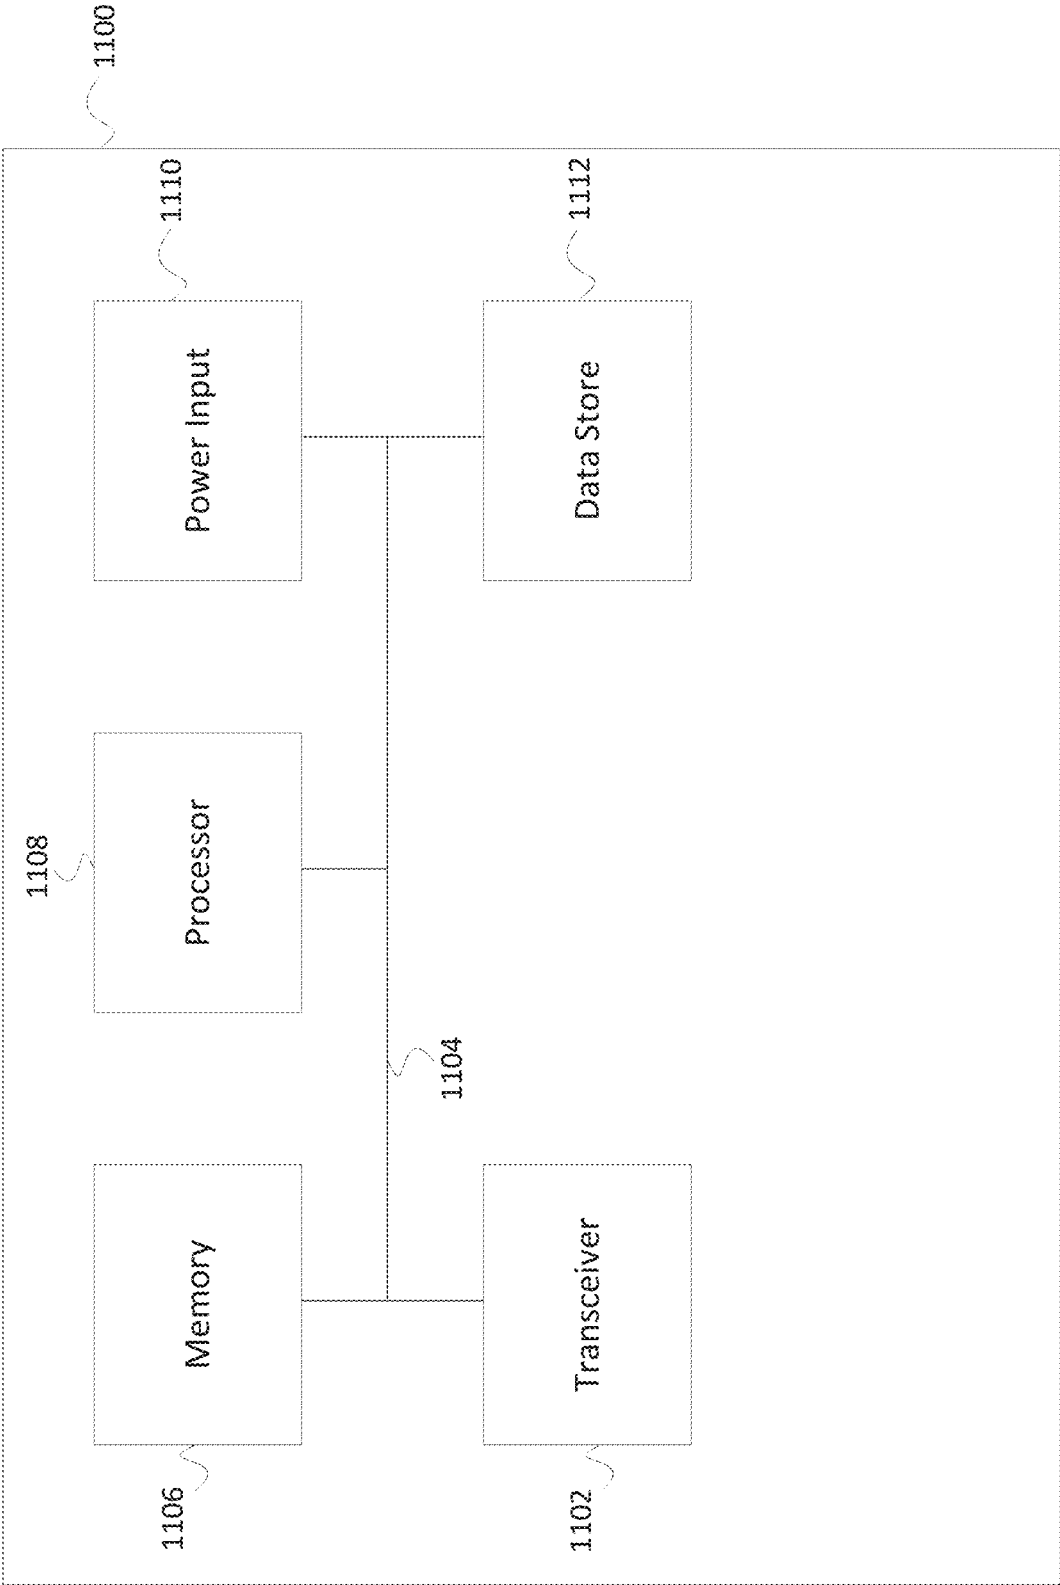 1100
1106
Memory
1108
Processor
1110
Power Input
1104
1102
Transceiver
1112
Data Store